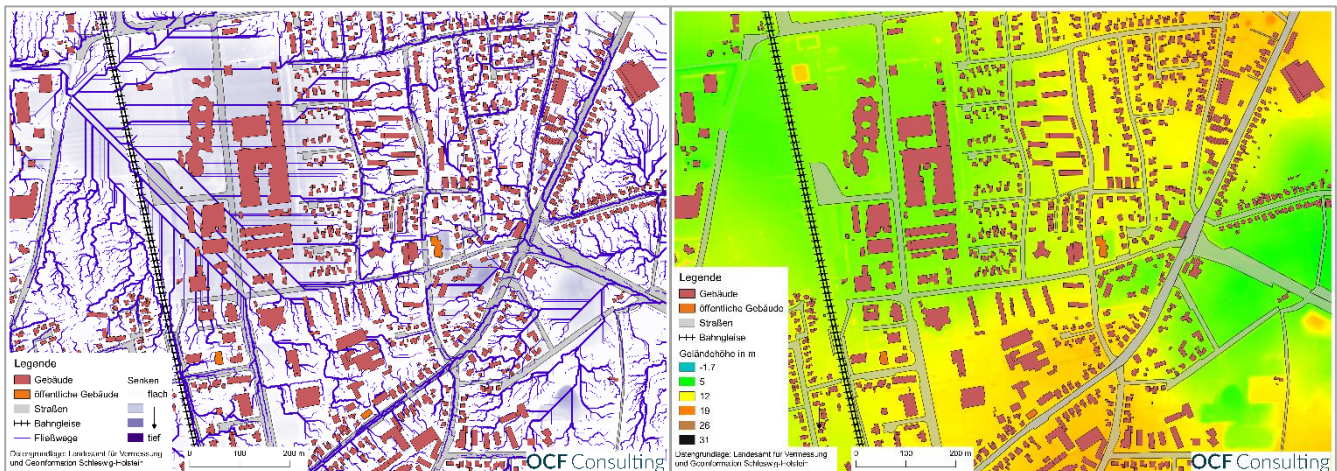 Legende
Gebäude
öffentliche Gebäude
Straßen
Bahngleise
Fließwege
Senken
flach
tief
Datengrundlage: Landesamt für Vermessung
und Geoinformation Schleswig-Holstein
0 100 200 m
OCF Consulting
Legende
Gebäude
öffentliche Gebäude
Straßen
Bahngleise
Geländehöhe in m
-1.7
5
12
19
26
31
Datengrundlage: Landesamt für Vermessung
und Geoinformation Schleswig-Holstein
0 100 200 m
OCF Consulting